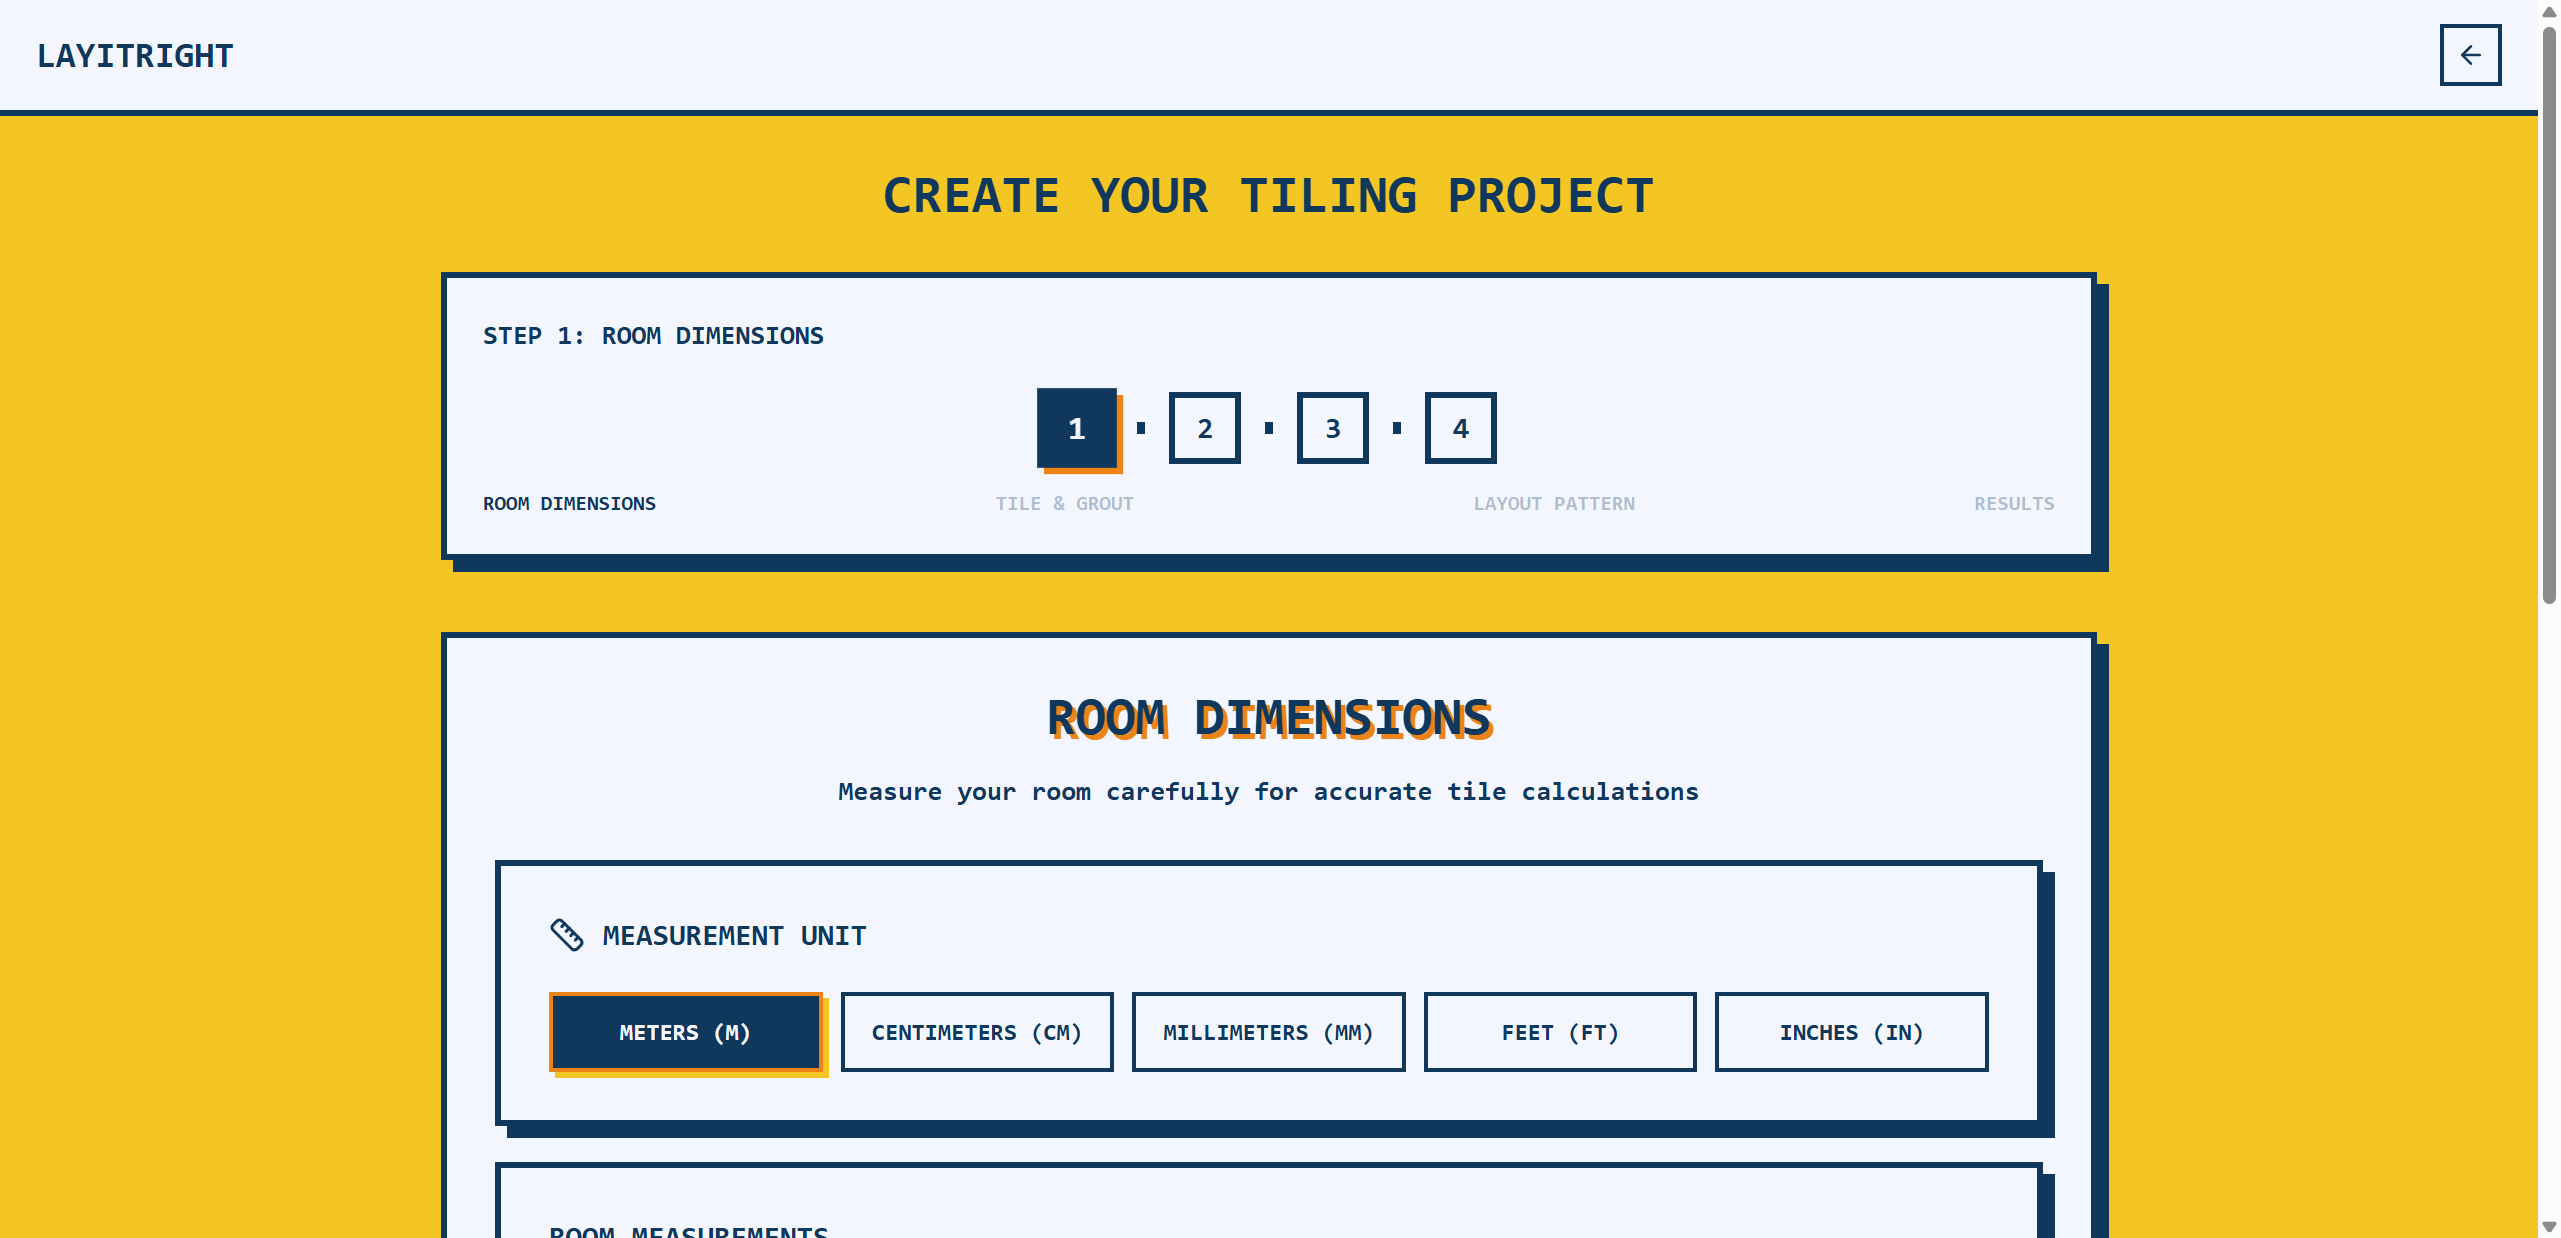 LAYITRIGHT
CREATE YOUR TILING PROJECT
STEP 1: ROOM DIMENSIONS
1 2 3 4
ROOM DIMENSIONS TILE & GROUT LAYOUT PATTERN RESULTS
ROOM DIMENSIONS
Measure your room carefully for accurate tile calculations
MEASUREMENT UNIT
METERS (M) CENTIMETERS (CM) MILLIMETERS (MM) FEET (FT) INCHES (IN)
ROOM MEASUREMENTS